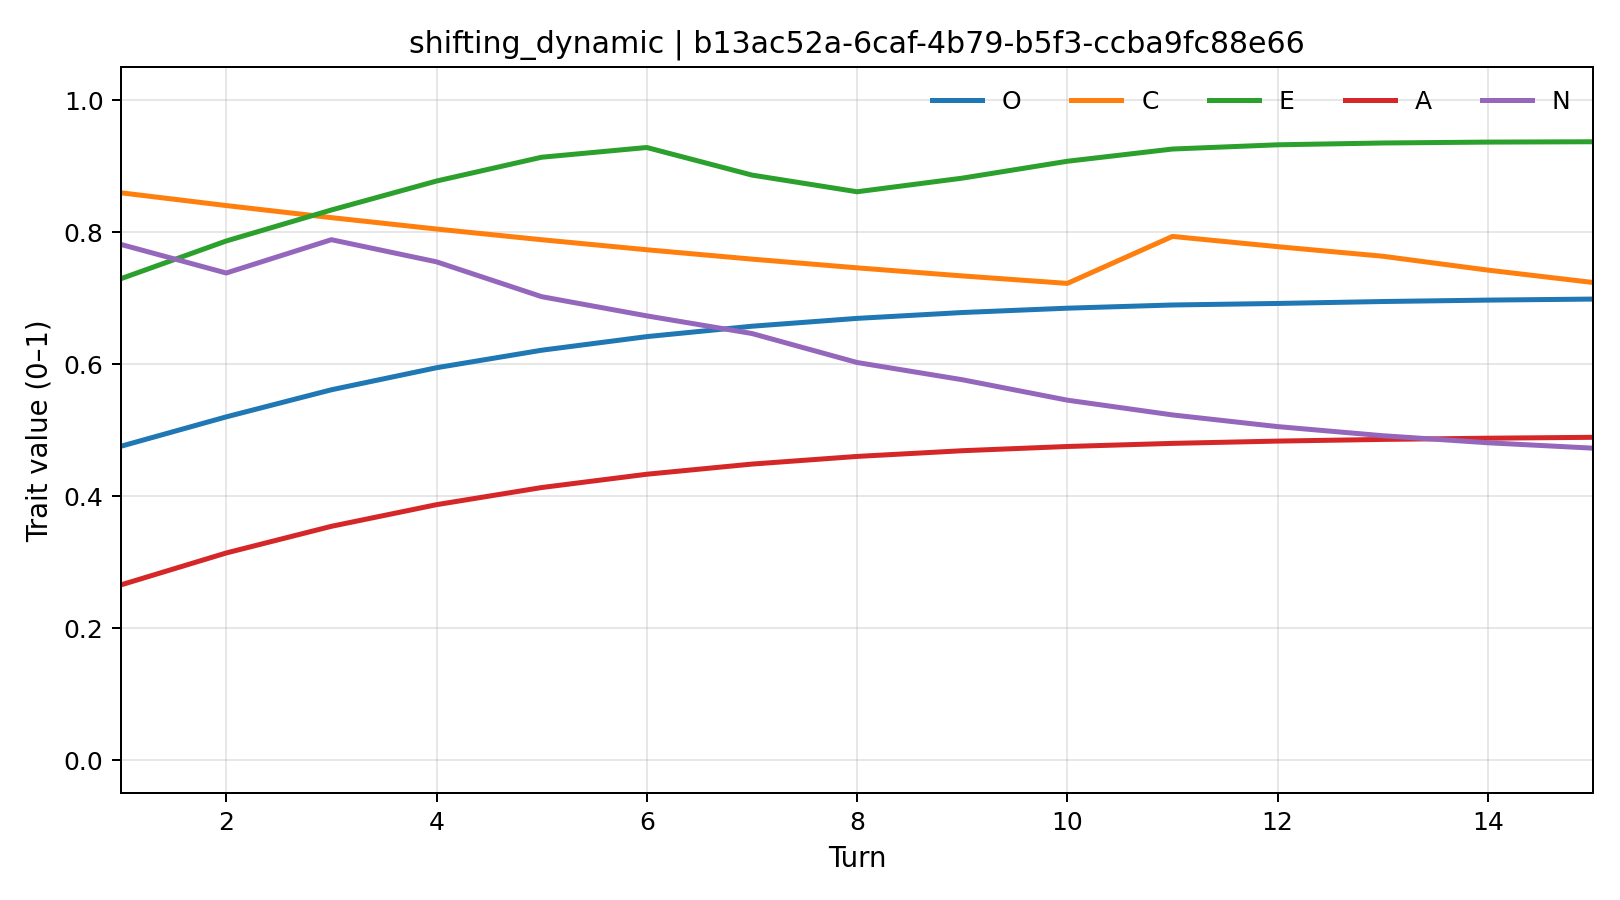 shifting_dynamic | b13ac52a-6caf-4b79-b5f3-ccba9fc88e66
O C E A N
1.0
0.8
0.6
0.4
0.2
0.0
Trait value (0–1)
2 4 6 8 10 12 14
Turn